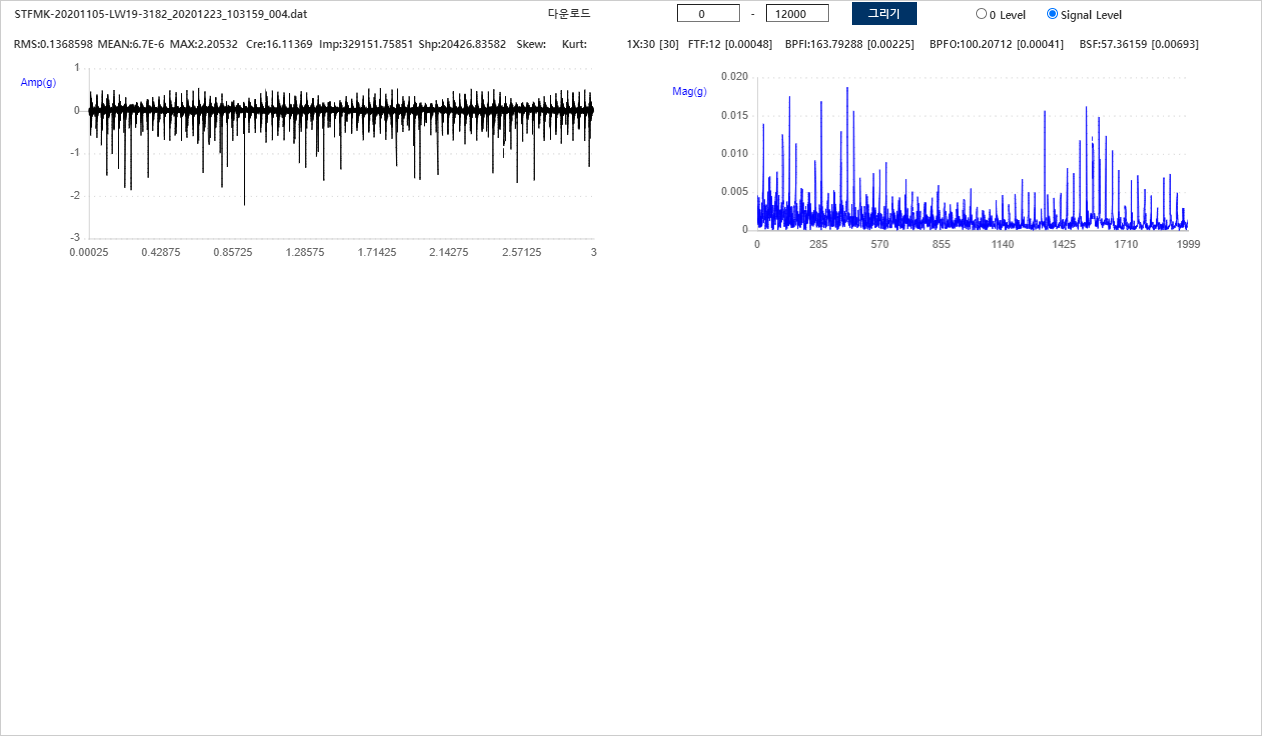 STFMK-20201105-LW19-3182_20201223_103159_004.dat 다운로드 0 - 12000 그리기 0 Level Signal Level
RMS:0.1368598 MEAN:6.7E-6 MAX:2.20532 Cre:16.11369 Imp:329151.75851 Shp:20426.83582 Skew: Kurt: 1X:30 [30] FTF:12 [0.00048] BPFI:163.79288 [0.00225] BPFO:100.20712 [0.00041] BSF:57.36159 [0.00693]
Amp(g)
1
0
-1
-2
-3
0.00025 0.42875 0.85725 1.28575 1.71425 2.14275 2.57125 3
Mag(g)
0.020
0.015
0.010
0.005
0
0 285 570 855 1140 1425 1710 1999